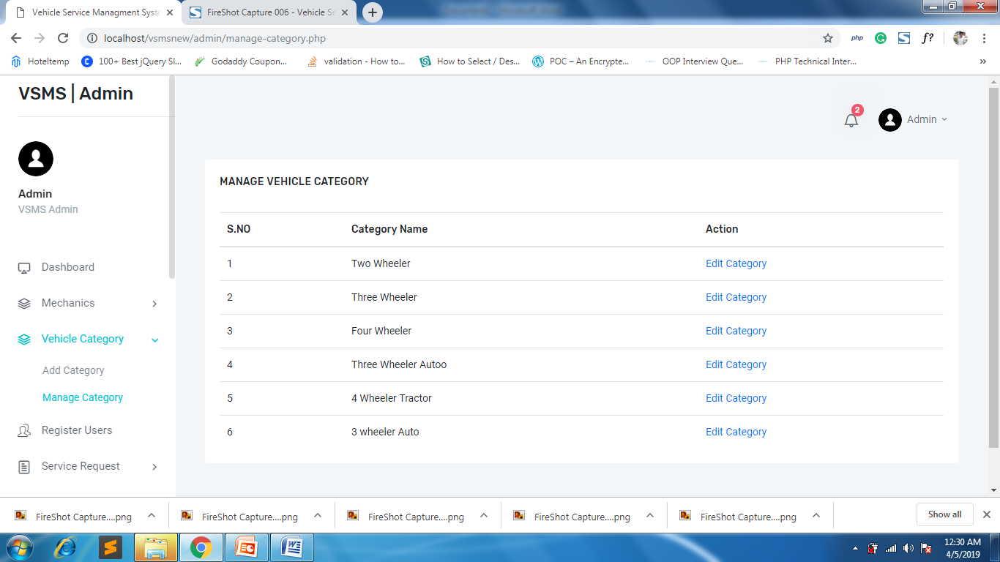 Vehicle Service Managment Syste
FireShot Capture 006 - Vehicle Se
localhost/vsmsnew/admin/manage-category.php
php
f?
Hoteltemp
100+ Best jQuery Sl...
Godaddy Coupon...
validation - How to...
How to Select / Des...
POC – An Encrypte...
OOP Interview Que...
PHP Technical Inter...
»
VSMS | Admin
2
Admin
Admin
VSMS Admin
Dashboard
Mechanics
Vehicle Category
Add Category
Manage Category
Register Users
Service Request
MANAGE VEHICLE CATEGORY
S.NO Category Name Action
1 Two Wheeler Edit Category
2 Three Wheeler Edit Category
3 Four Wheeler Edit Category
4 Three Wheeler Autoo Edit Category
5 4 Wheeler Tractor Edit Category
6 3 wheeler Auto Edit Category
FireShot Capture....png
FireShot Capture....png
FireShot Capture....png
FireShot Capture....png
FireShot Capture....png
Show all
12:30 AM
4/5/2019